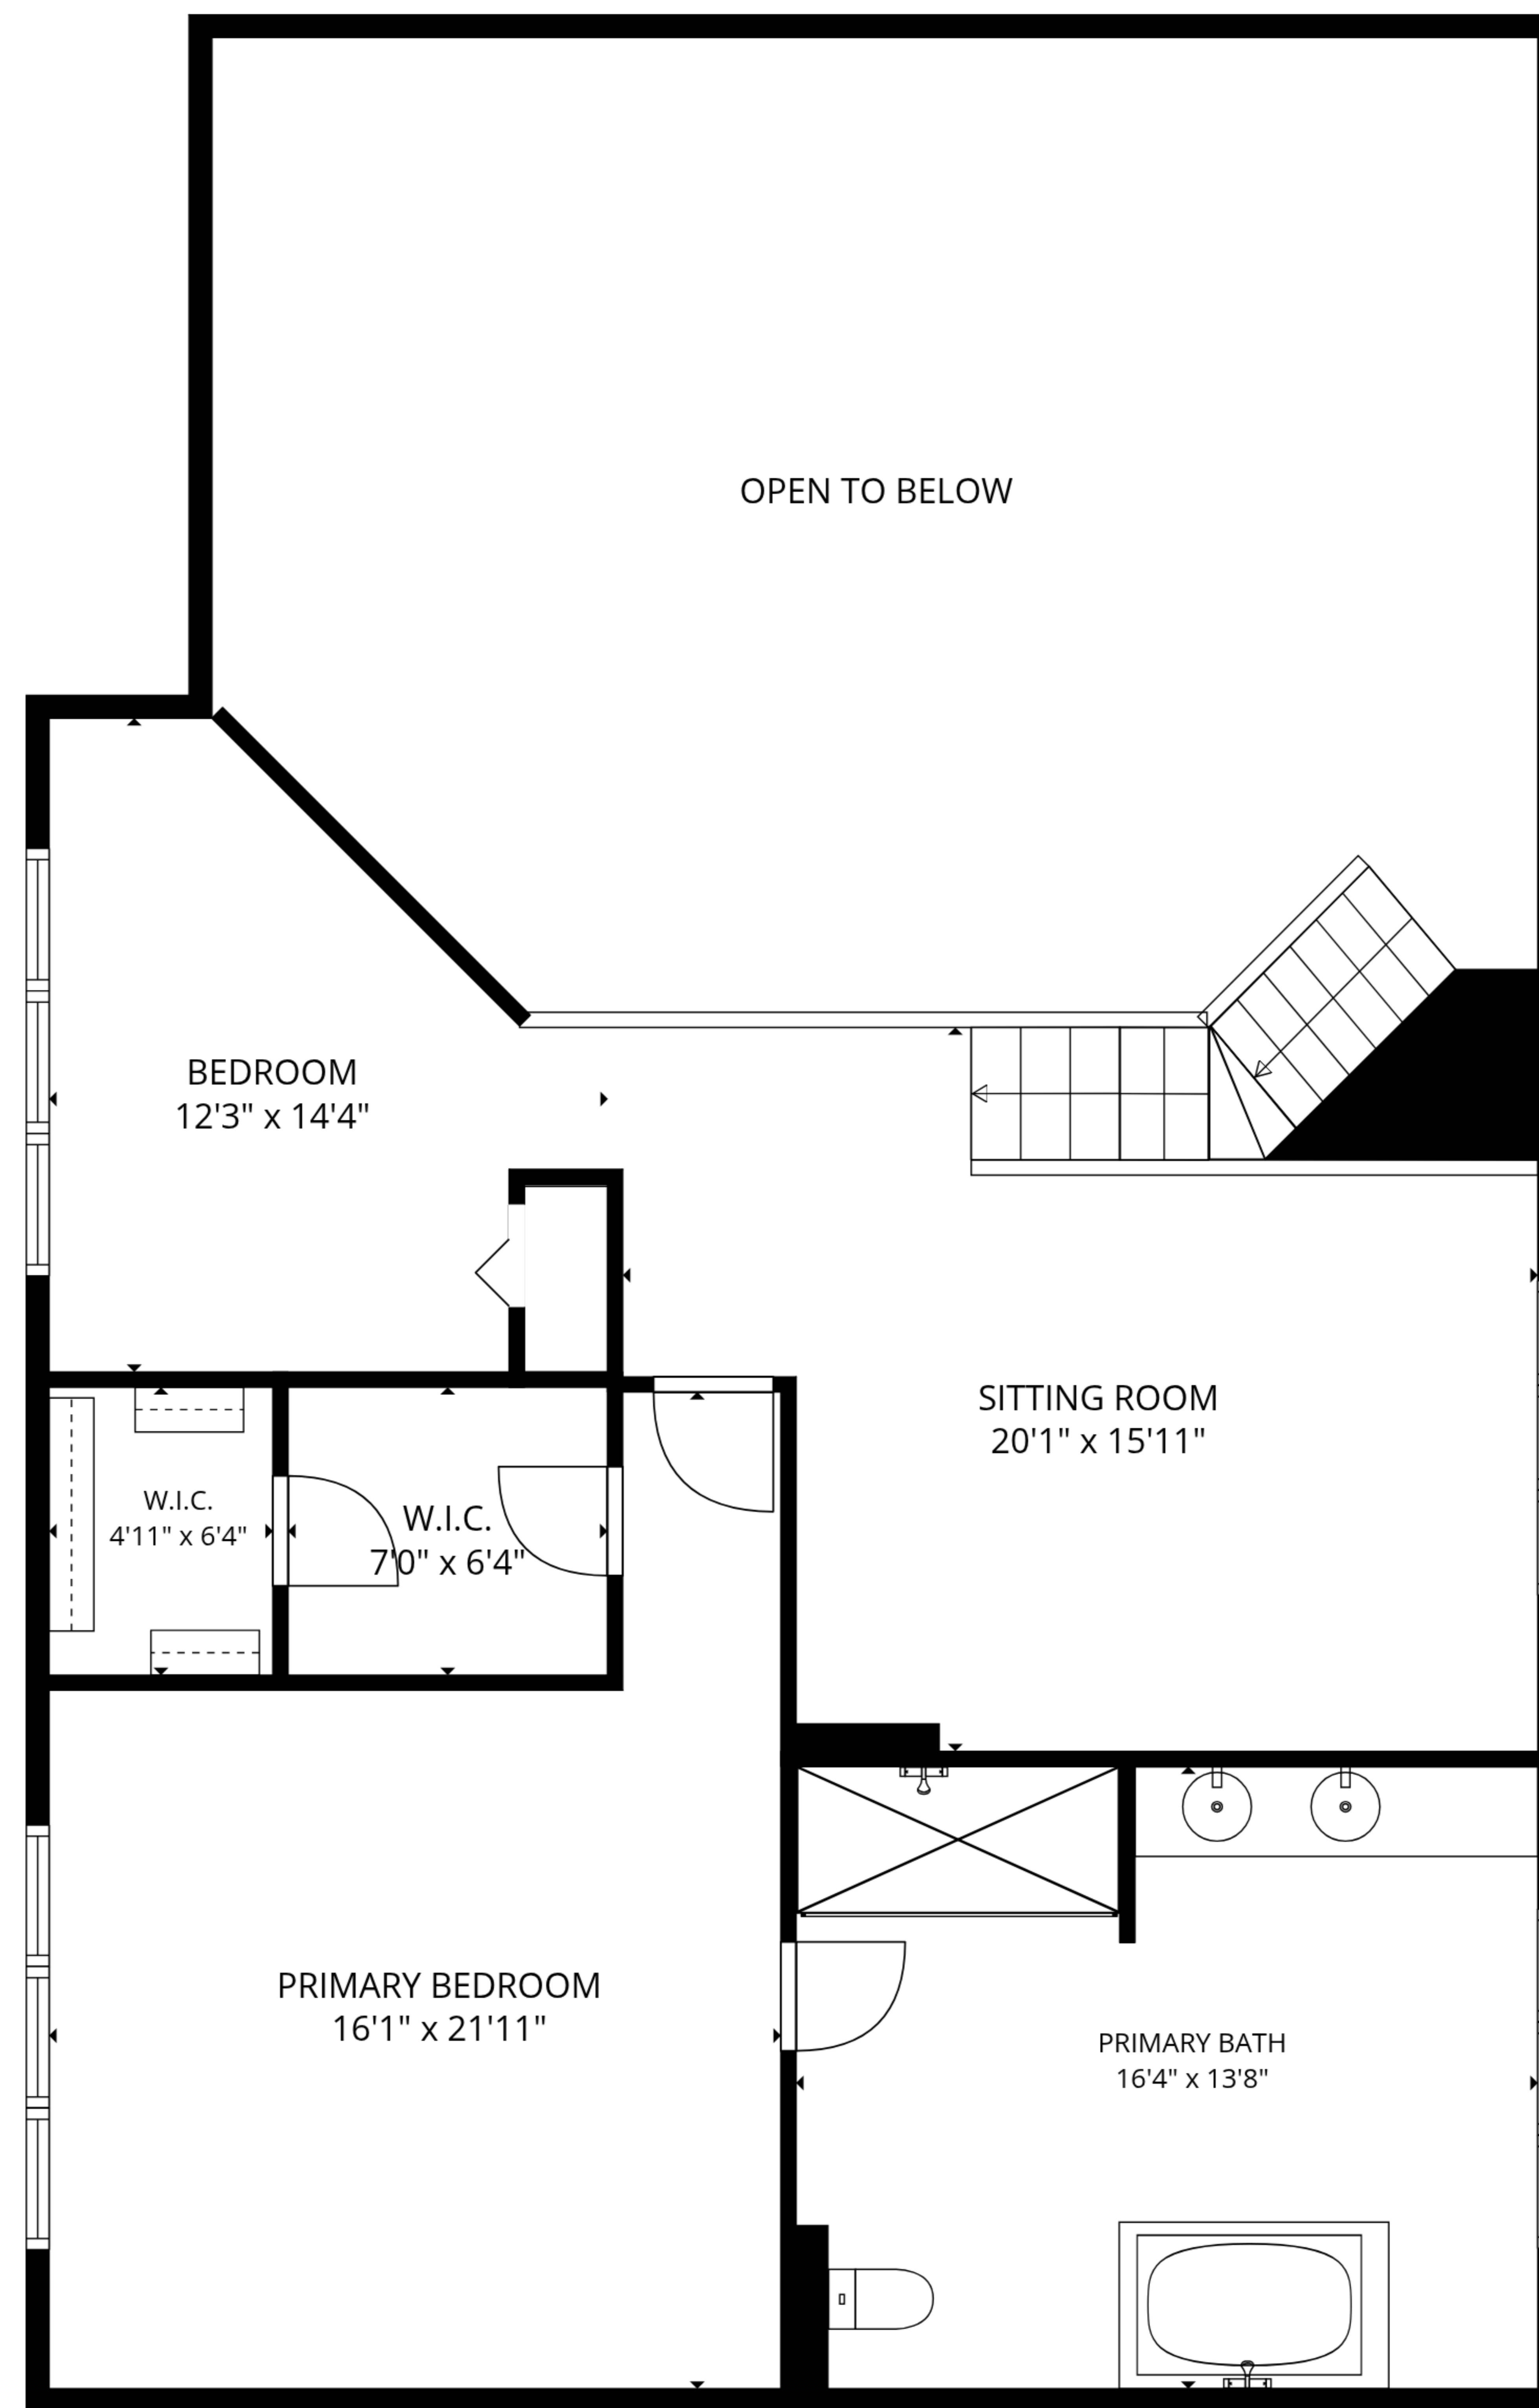 OPEN TO BELOW
BEDROOM
12'3" x 14'4"
SITTING ROOM
20'1" x 15'11"
W.I.C.
4'11" x 6'4"
W.I.C.
7'0" x 6'4"
PRIMARY BEDROOM
16'1" x 21'11"
PRIMARY BATH
16'4" x 13'8"